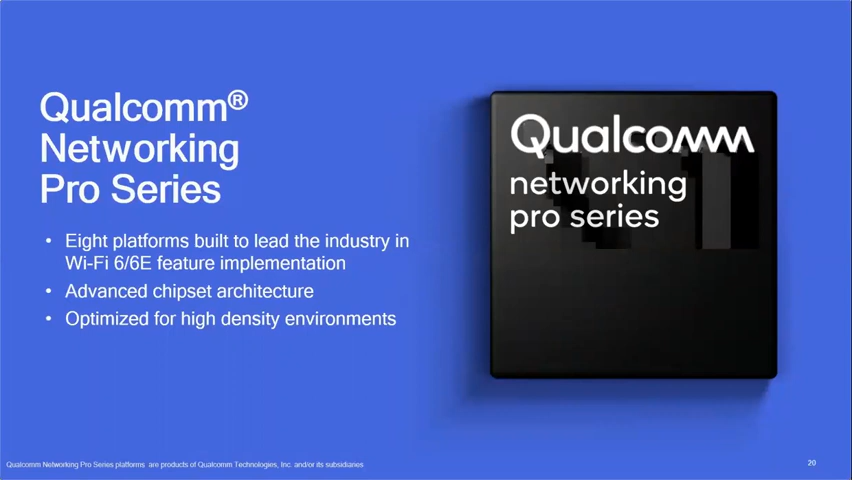 Qualcomm®
Networking
Pro Series
• Eight platforms built to lead the industry in
Wi-Fi 6/6E feature implementation
• Advanced chipset architecture
• Optimized for high density environments
Qualcomm
networking
pro series
Qualcomm Networking Pro Series platforms are products of Qualcomm Technologies, Inc. and/or its subsidiaries
20